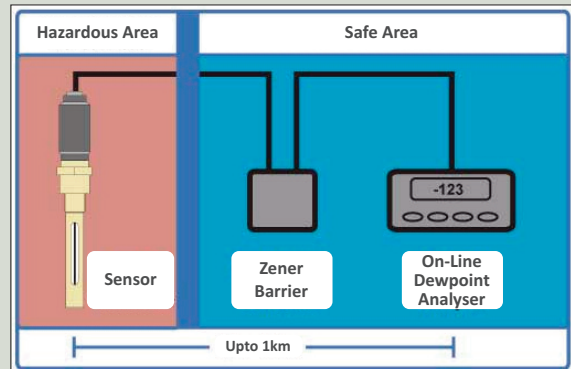 Hazardous Area
Safe Area
-123
Sensor
Zener
Barrier
On-Line
Dewpoint
Analyser
Upto 1km